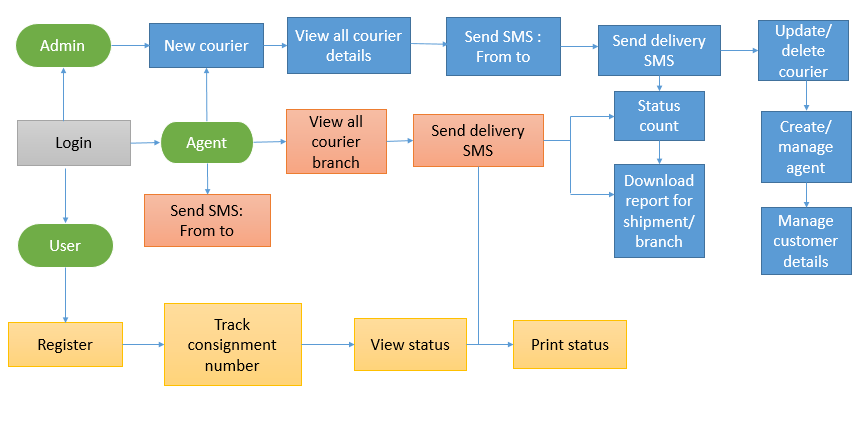 Admin
New courier
View all courier
details
Send SMS :
From to
Send delivery
SMS
Update/
delete
courier
Login
Agent
View all
courier
branch
Send delivery
SMS
Status
count
Create/
manage
agent
Send SMS:
From to
Download
report for
shipment/
branch
Manage
customer
details
User
Register
Track
consignment
number
View status
Print status